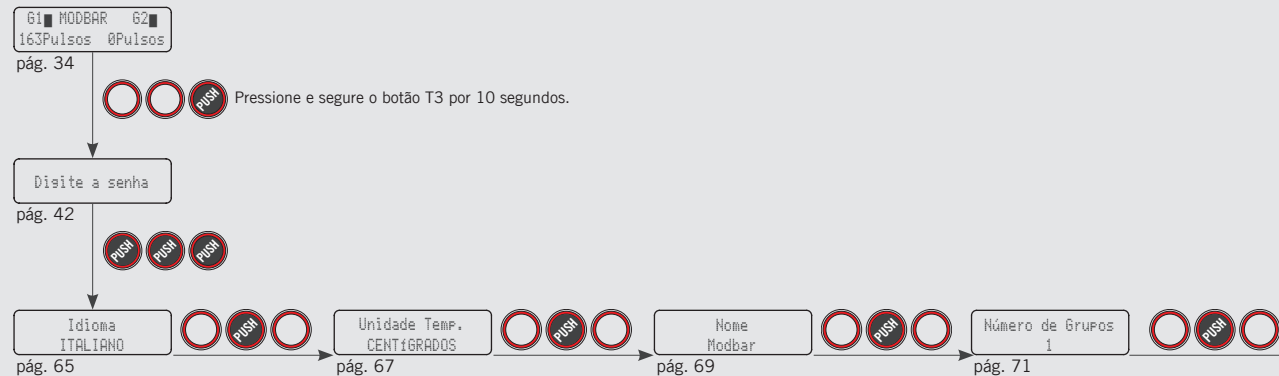 G1 MODBAR G2
163Pulsos 0Pulsos
pág. 34
PUSH Pressione e segure o botão T3 por 10 segundos.
Digite a senha
pág. 42
PUSH PUSH PUSH
Idioma
ITALIANO
pág. 65
PUSH
Unidade Temp.
CENTíGRADOS
pág. 67
PUSH
Nome
Modbar
pág. 69
PUSH
Número de Grupos
1
pág. 71
PUSH